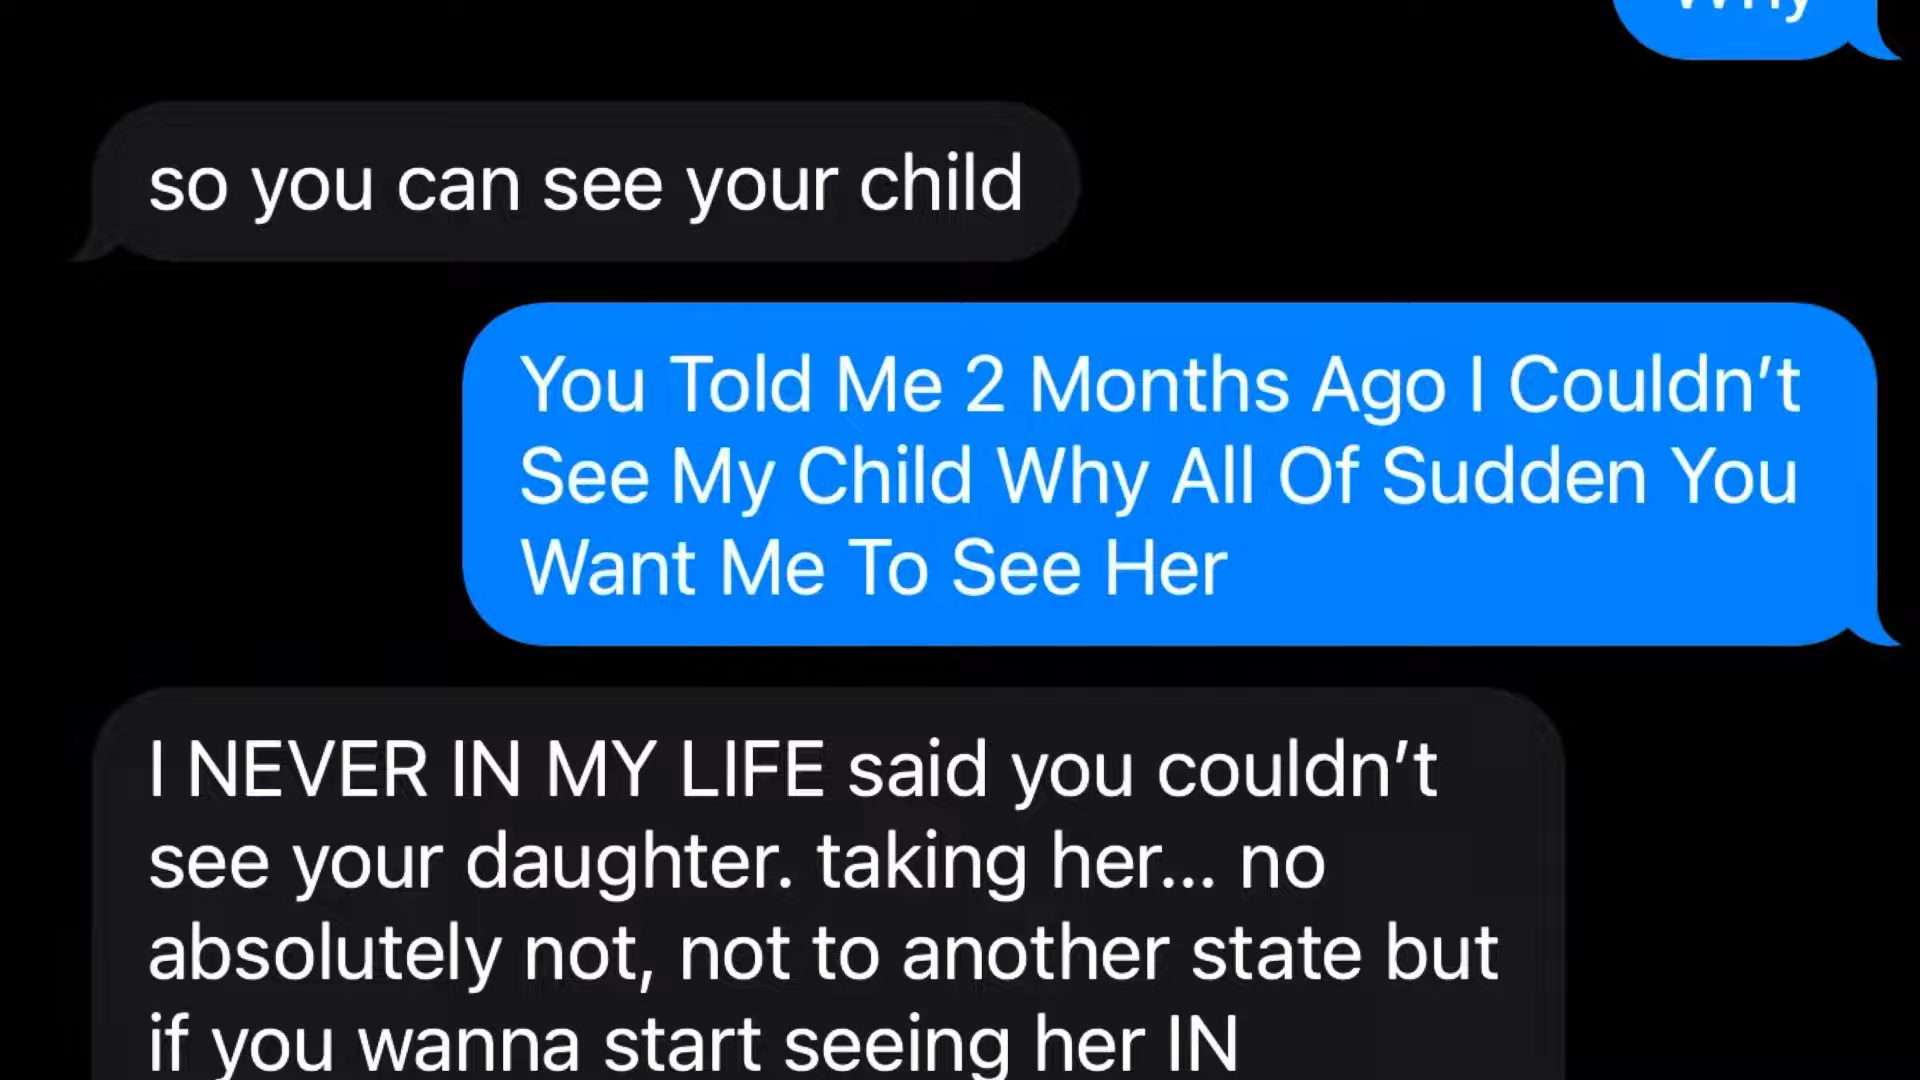 Why
so you can see your child
You Told Me 2 Months Ago I Couldn’t
See My Child Why All Of Sudden You
Want Me To See Her
I NEVER IN MY LIFE said you couldn’t
see your daughter. taking her... no
absolutely not, not to another state but
if you wanna start seeing her IN